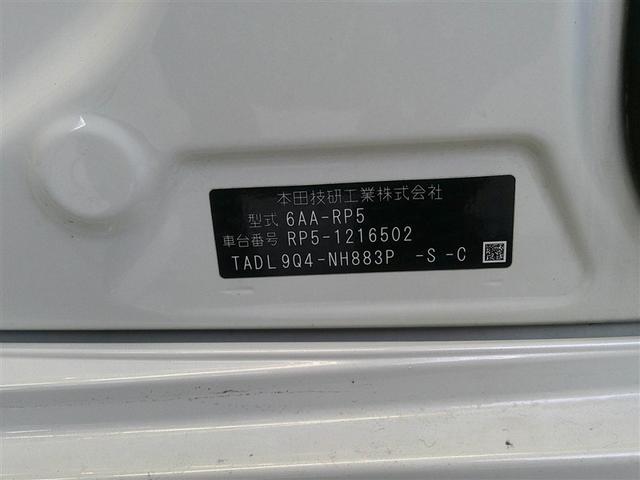 本田技研工業株式会社
型式 6AA-RP5
車台番号 RP5-1216502
TADL9Q4-NH883P -S -C